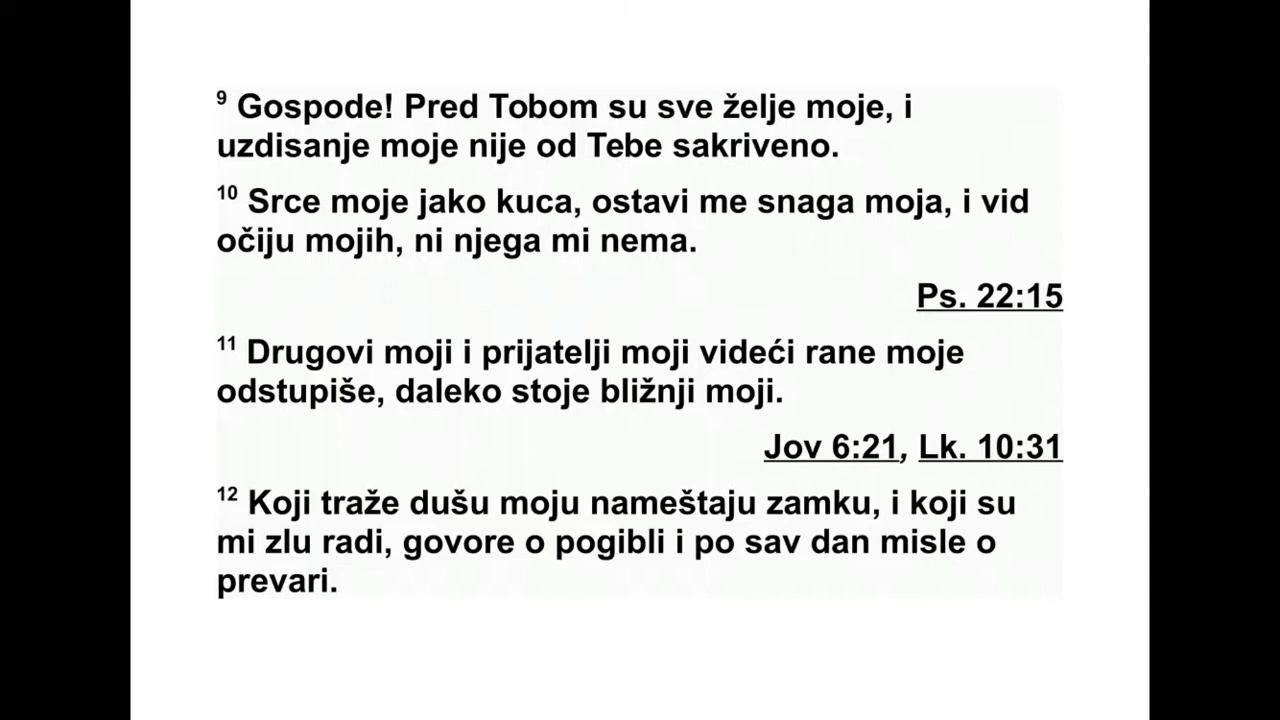 9 Gospode! Pred Tobom su sve želje moje, i
uzdisanje moje nije od Tebe sakriveno.
10 Srce moje jako kuca, ostavi me snaga moja, i vid
očiju mojih, ni njega mi nema.
Ps. 22:15
11 Drugovi moji i prijatelji moji videći rane moje
odstupiše, daleko stoje bližnji moji.
Jov 6:21, Lk. 10:31
12 Koji traže dušu moju nameštaju zamku, i koji su
mi zlu radi, govore o pogibli i po sav dan misle o
prevari.